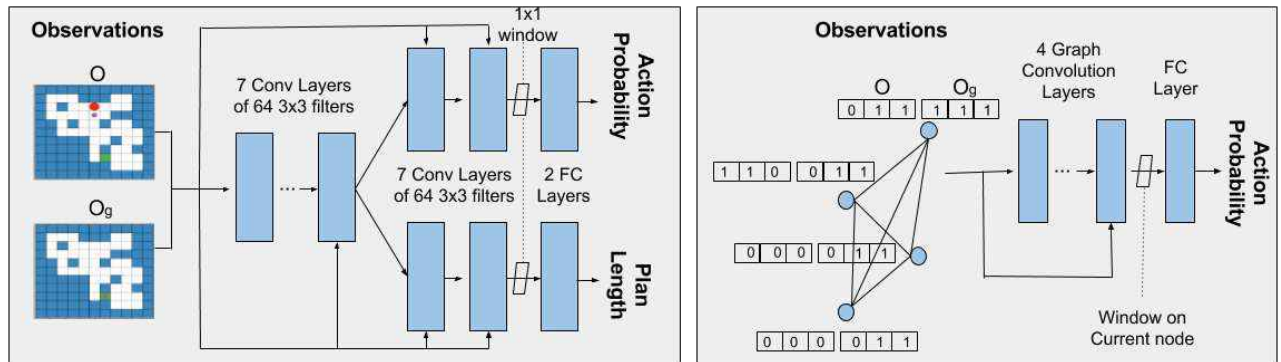 Observations
O
Og
7 Conv Layers
of 64 3x3 filters
...
7 Conv Layers
of 64 3x3 filters
1x1
window
2 FC
Layers
Action
Probability
Plan
Length
Observations
O
Og
0 1 1
1 1 1
1 1 0
0 1 1
0 0 0
0 1 1
0 0 0
0 1 1
4 Graph
Convolution
Layers
...
FC
Layer
Action
Probability
Window on
Current node